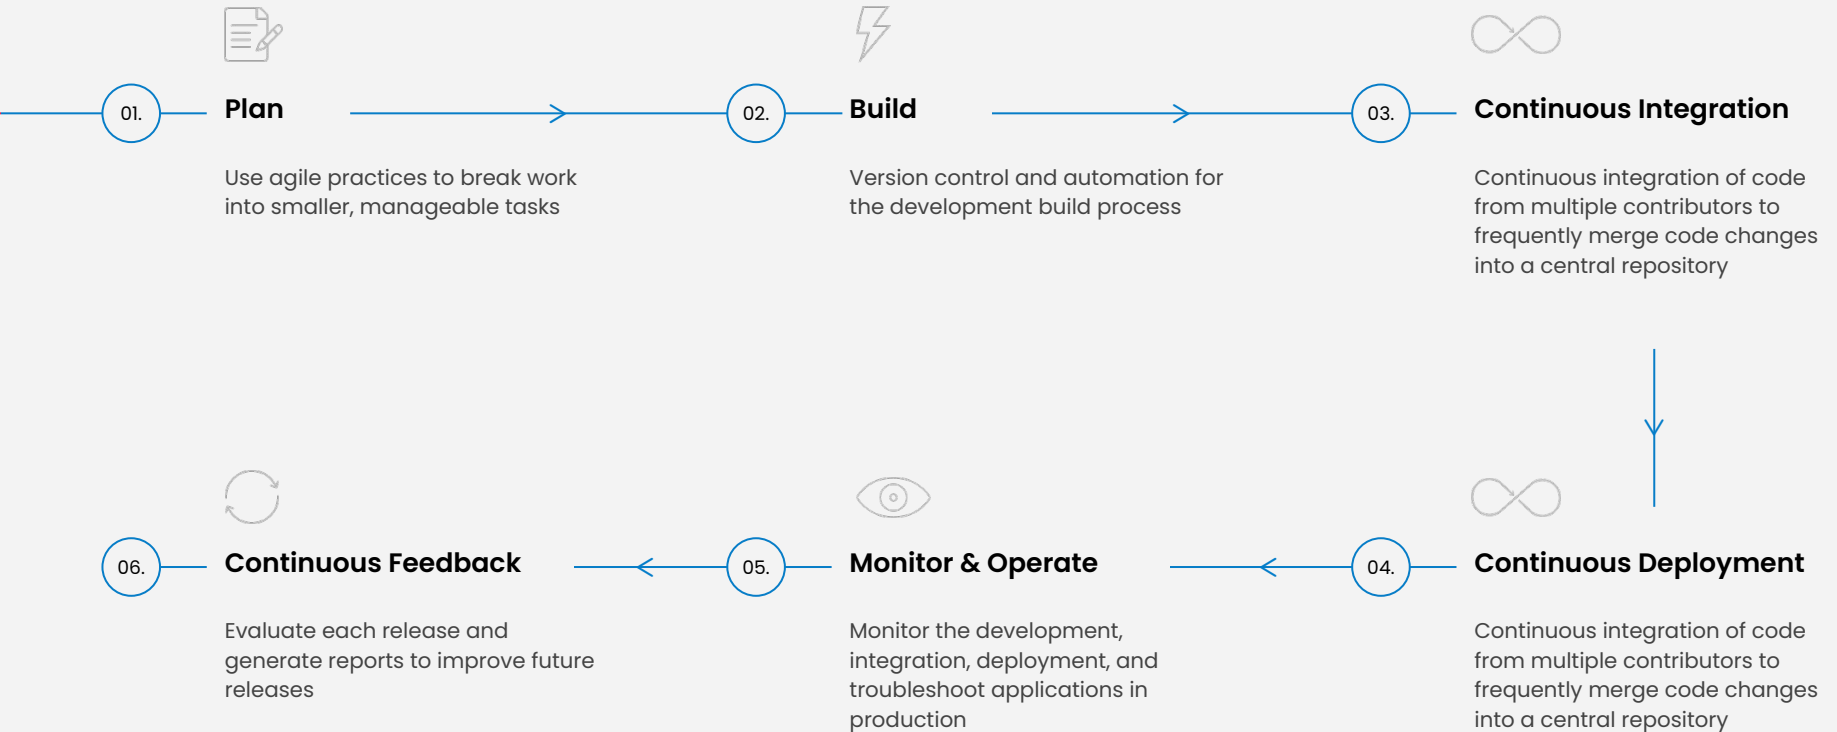 01.
Plan
Use agile practices to break work
into smaller, manageable tasks
02.
Build
Version control and automation for
the development build process
03.
Continuous Integration
Continuous integration of code
from multiple contributors to
frequently merge code changes
into a central repository
04.
Continuous Deployment
Continuous integration of code
from multiple contributors to
frequently merge code changes
into a central repository
05.
Monitor & Operate
Monitor the development,
integration, deployment, and
troubleshoot applications in
production
06.
Continuous Feedback
Evaluate each release and
generate reports to improve future
releases